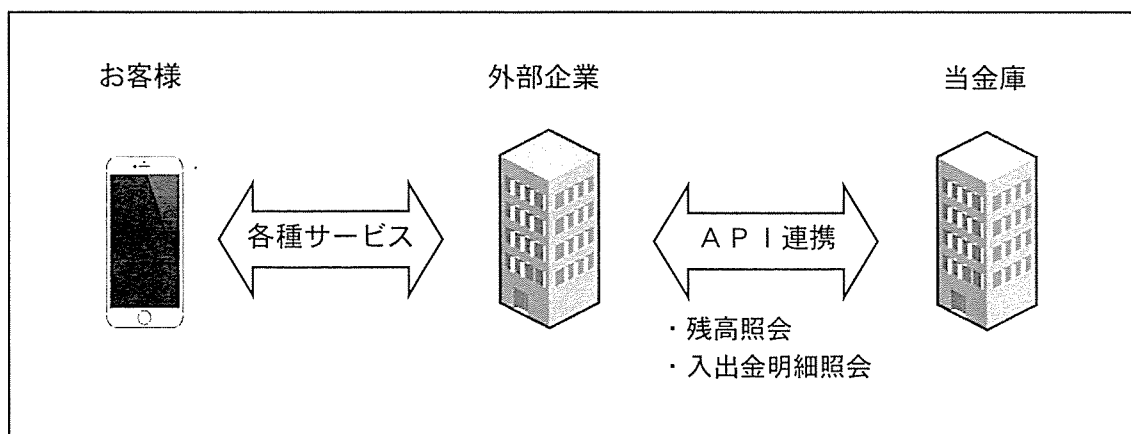 お客様
外部企業
当金庫
各種サービス
ＡＰＩ連携
・残高照会
・入出金明細照会